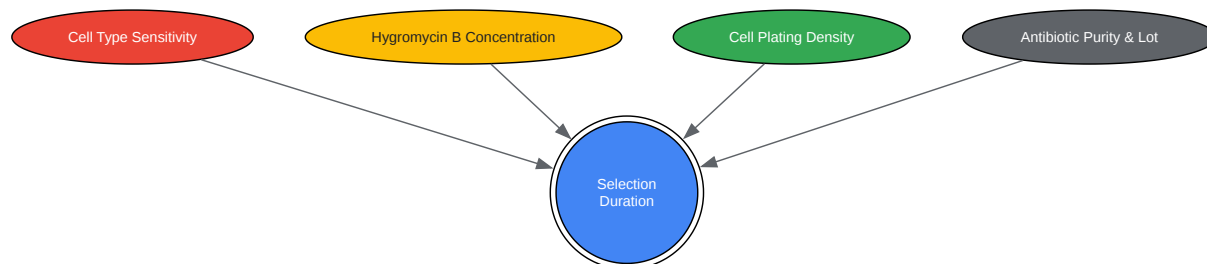 Cell Type Sensitivity
Hygromycin B Concentration
Cell Plating Density
Antibiotic Purity & Lot
Selection
Duration